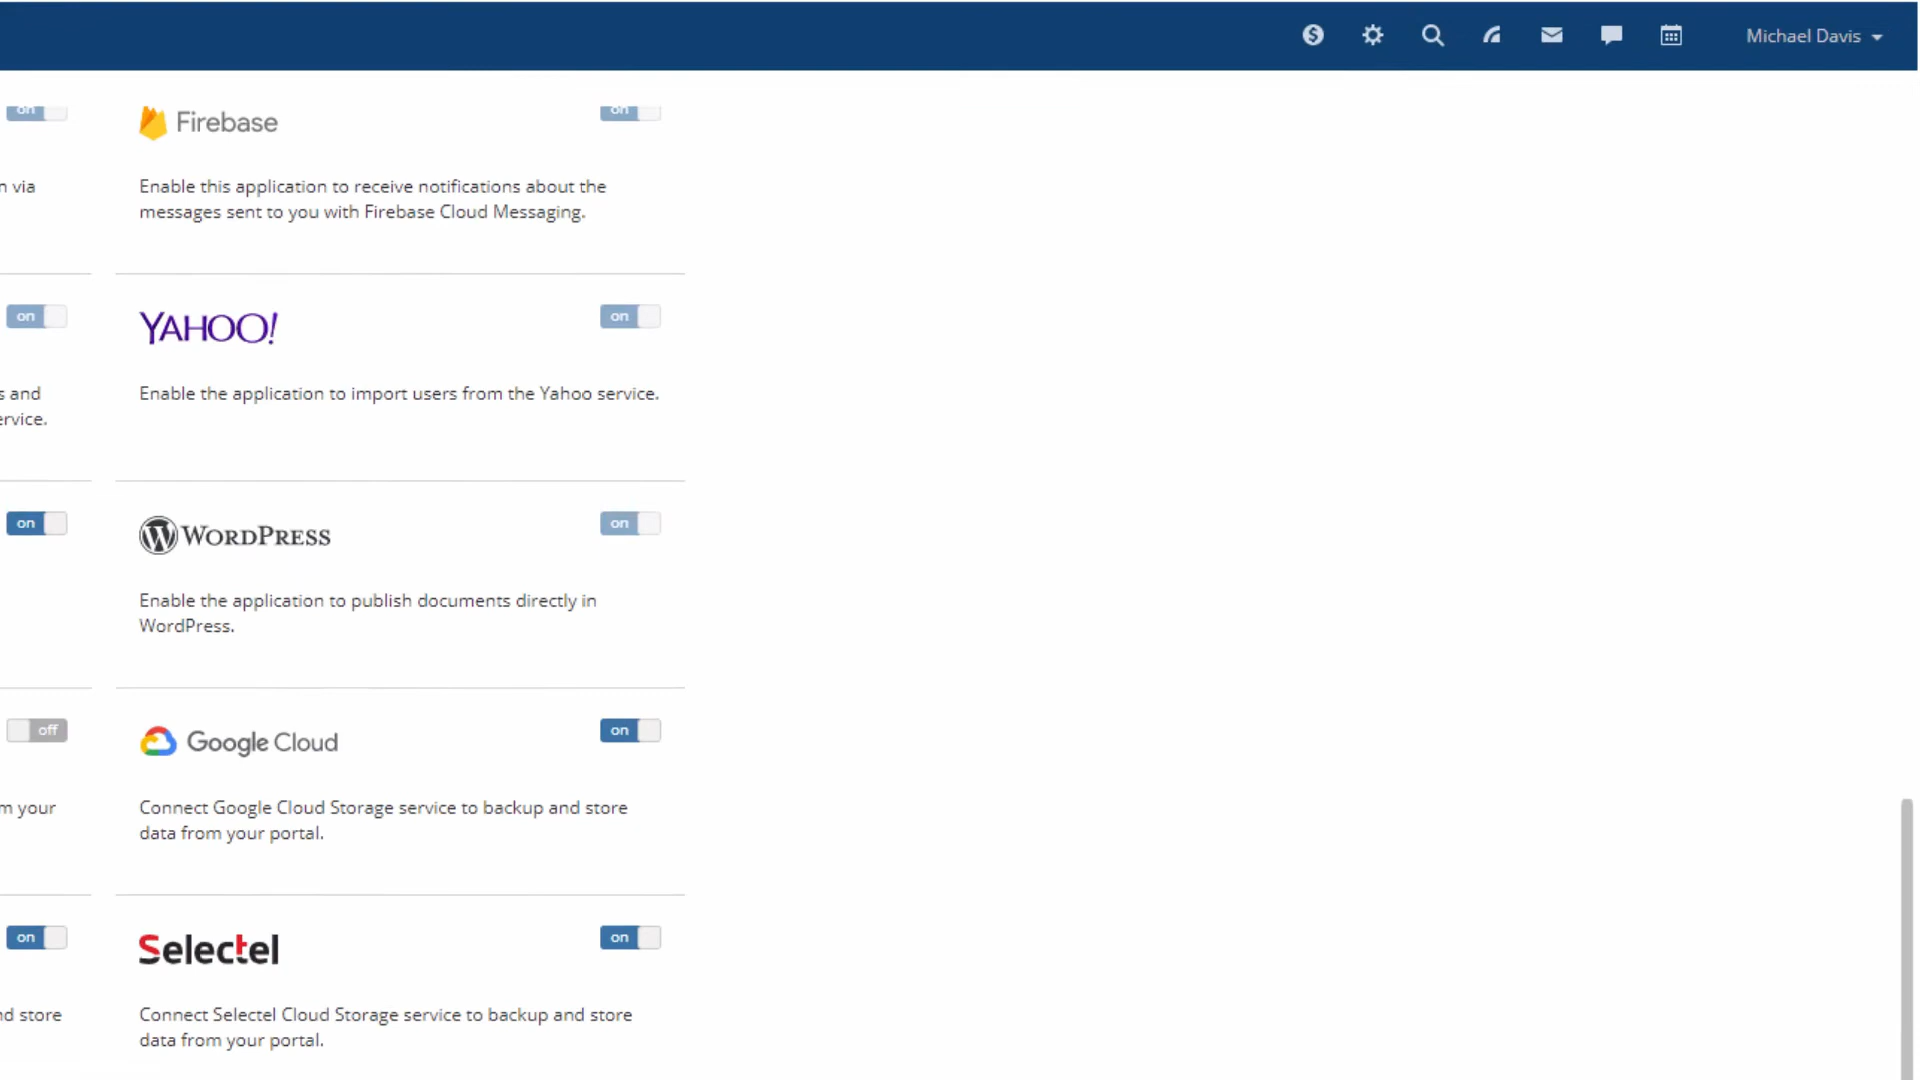 Michael Davis
on
Firebase
on
n via
Enable this application to receive notifications about the
messages sent to you with Firebase Cloud Messaging.
on
YAHOO!
on
s and
ervice.
Enable the application to import users from the Yahoo service.
on
WORDPRESS
on
Enable the application to publish documents directly in
WordPress.
off
Google Cloud
on
m your
Connect Google Cloud Storage service to backup and store
data from your portal.
on
Selectel
on
nd store
Connect Selectel Cloud Storage service to backup and store
data from your portal.